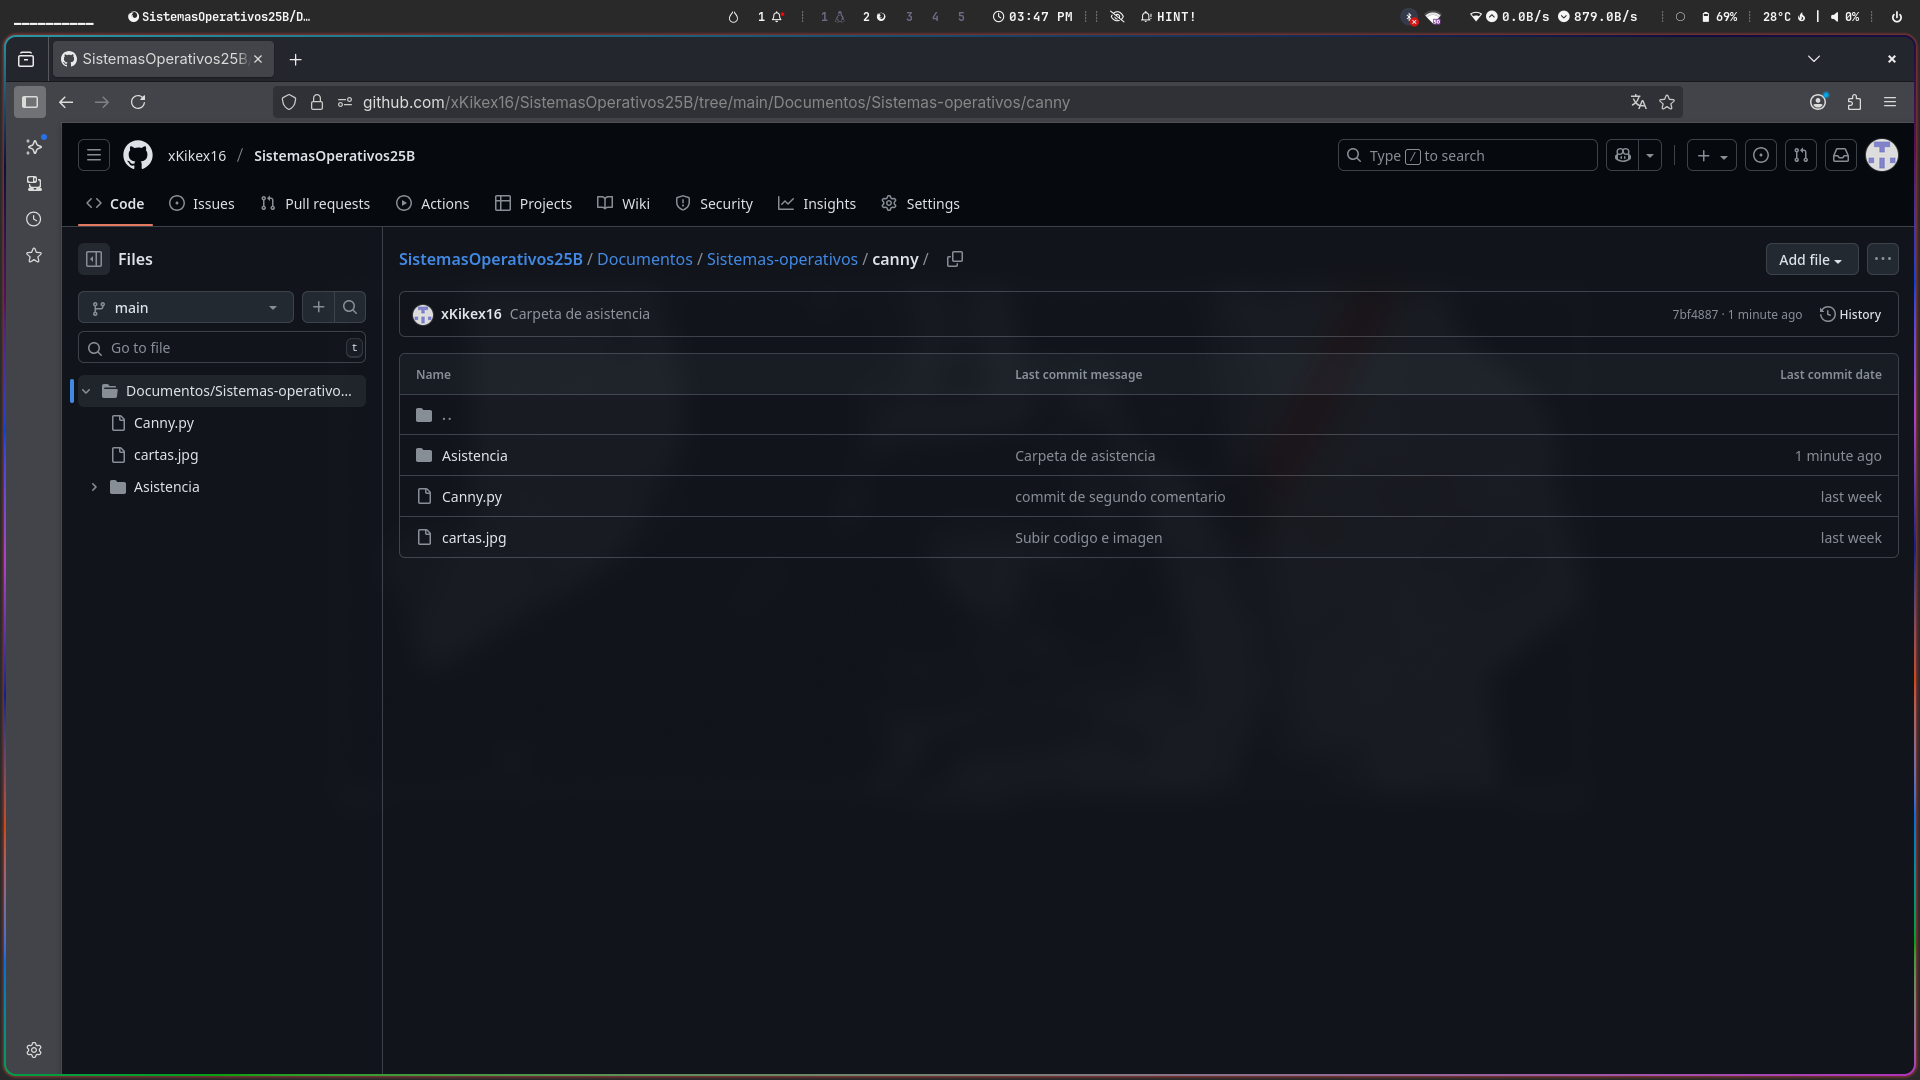 __________ SistemasOperativos25B/D… 1 1 2 3 4 5 03:47 PM HINT! 0.0B/s 879.0B/s 69% 28°C 0%
SistemasOperativos25B
github.com/xKikex16/SistemasOperativos25B/tree/main/Documentos/Sistemas-operativos/canny
xKikex16 / SistemasOperativos25B
Type / to search
Code Issues Pull requests Actions Projects Wiki Security Insights Settings
Files
SistemasOperativos25B / Documentos / Sistemas-operativos / canny /
Add file
main
xKikex16 Carpeta de asistencia
7bf4887 · 1 minute ago History
Go to file t
Name Last commit message Last commit date
Documentos/Sistemas-operativo...
..
Canny.py
cartas.jpg
Asistencia
Asistencia Carpeta de asistencia 1 minute ago
Canny.py commit de segundo comentario last week
cartas.jpg Subir codigo e imagen last week